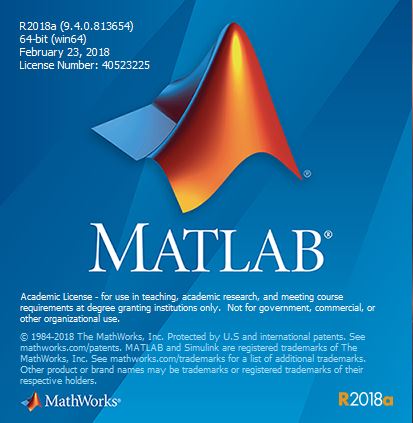 R2018a (9.4.0.813654)
64-bit (win64)
February 23, 2018
License Number: 40523225
®
MATLAB®
Academic License - for use in teaching, academic research, and meeting course
requirements at degree granting institutions only.  Not for government, commercial, or
other organizational use.
© 1984-2018 The MathWorks, Inc. Protected by U.S and international patents. See
mathworks.com/patents. MATLAB and Simulink are registered trademarks of The
MathWorks, Inc. See mathworks.com/trademarks for a list of additional trademarks.
Other product or brand names may be trademarks or registered trademarks of their
respective holders.
MathWorks®
R2018a